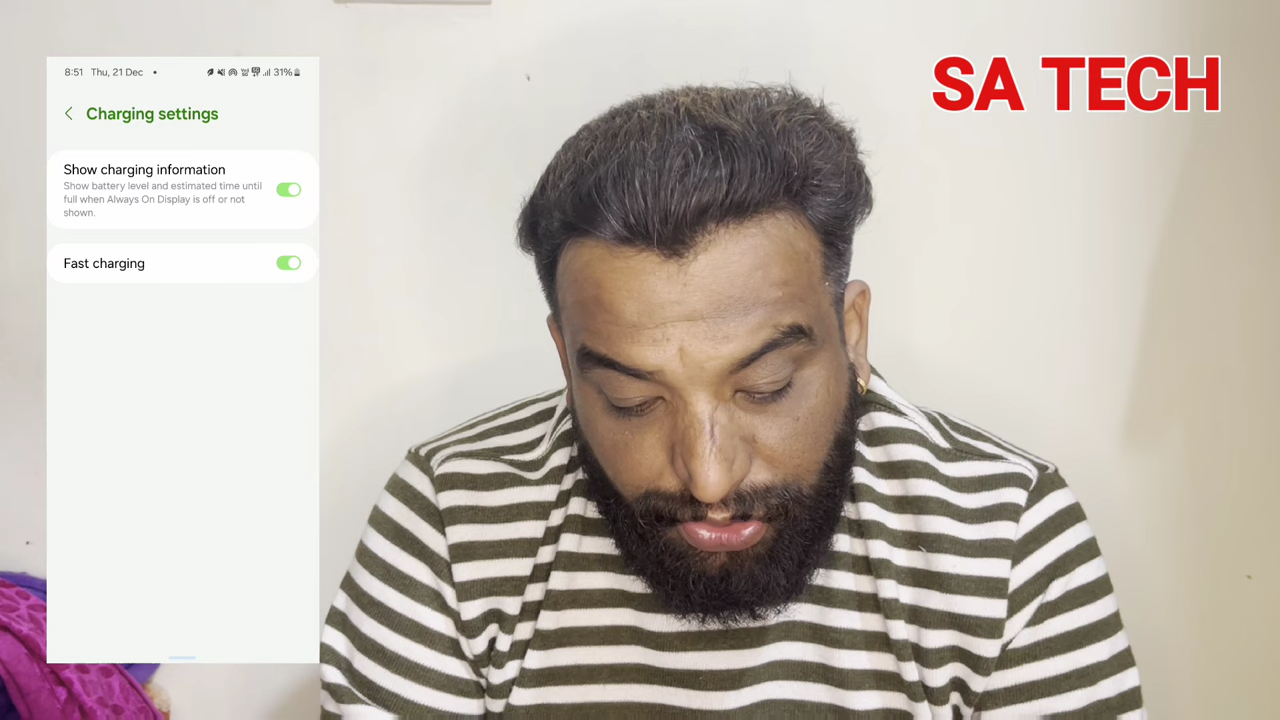 8:51 Thu, 21 Dec
31%
SA TECH
Charging settings
Show charging information
Show battery level and estimated time until
full when Always On Display is off or not
shown.
Fast charging